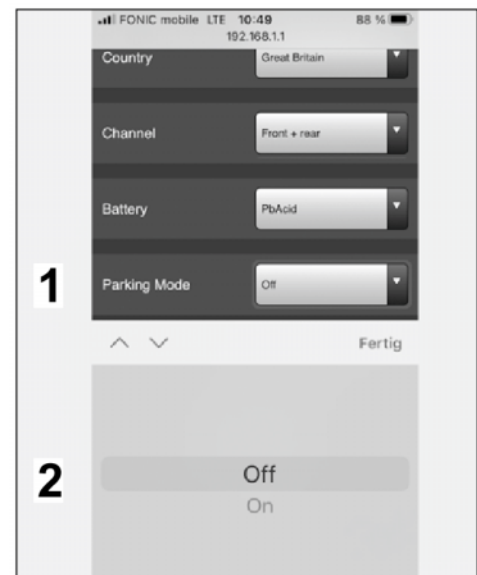 FONIC mobile LTE 10:49 88 %
192.168.1.1
Country Great Britain
Channel Front + rear
Battery PbAcid
1 Parking Mode Off
Fertig
2 Off
On